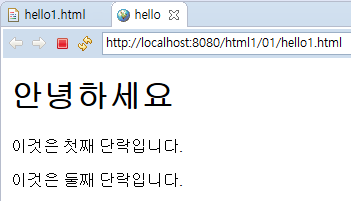 hello1.html
hello
http://localhost:8080/html1/01/hello1.html
안녕하세요
이것은 첫째 단락입니다.
이것은 둘째 단락입니다.